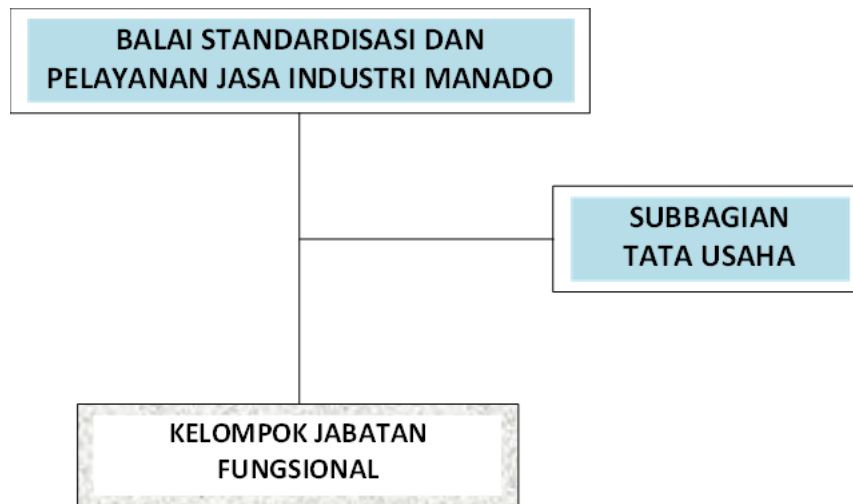 BALAI STANDARDISASI DAN
PELAYANAN JASA INDUSTRI MANADO
SUBBAGIAN
TATA USAHA
KELOMPOK JABATAN
FUNGSIONAL